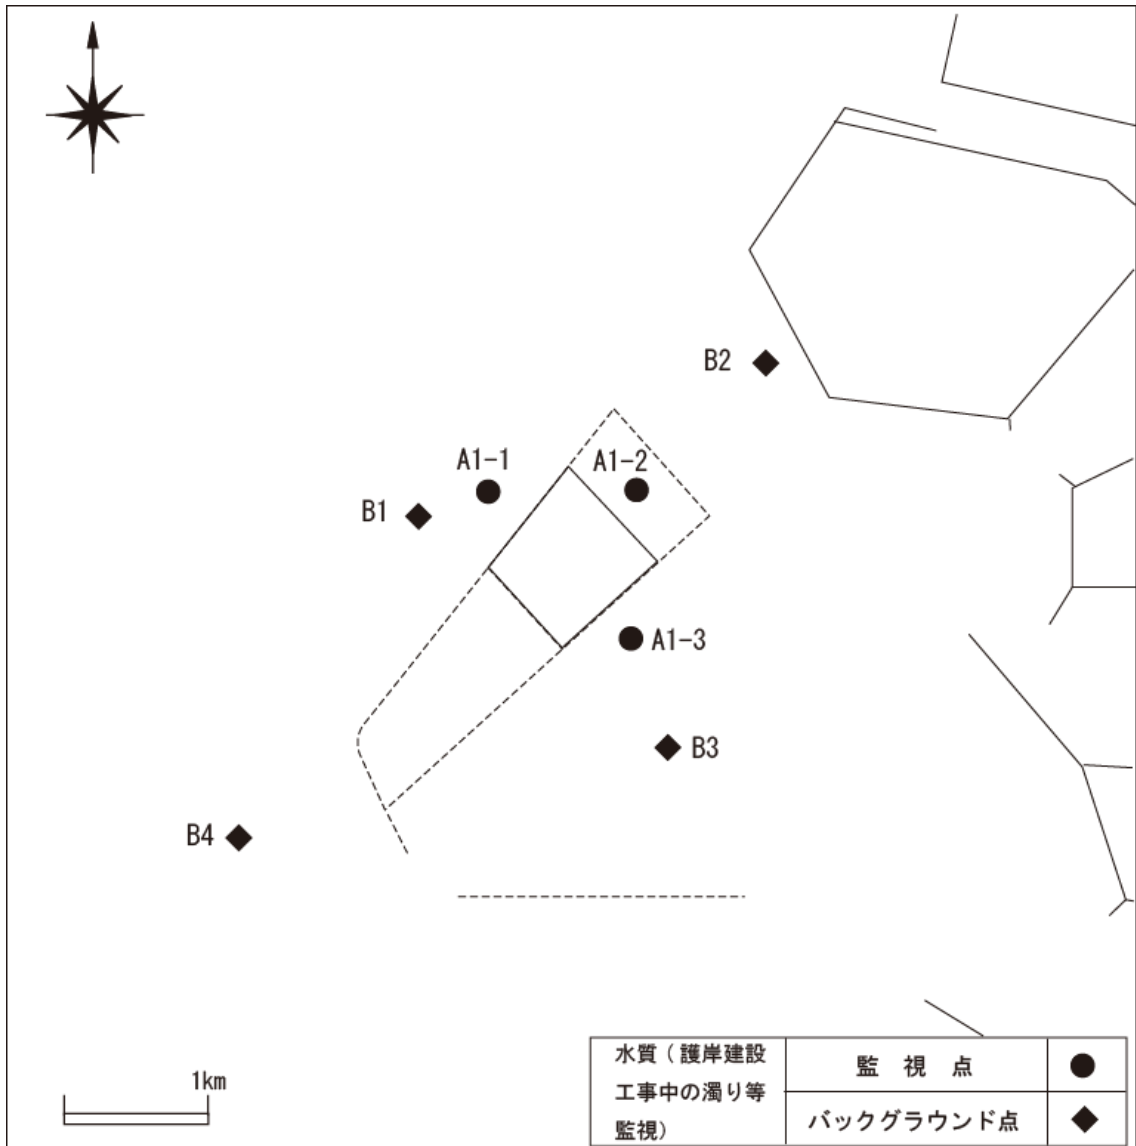 B2
A1-1
A1-2
B1
A1-3
B3
B4
1km
水質（護岸建設
工事中の濁り等
監視）
監 視 点
バックグラウンド点